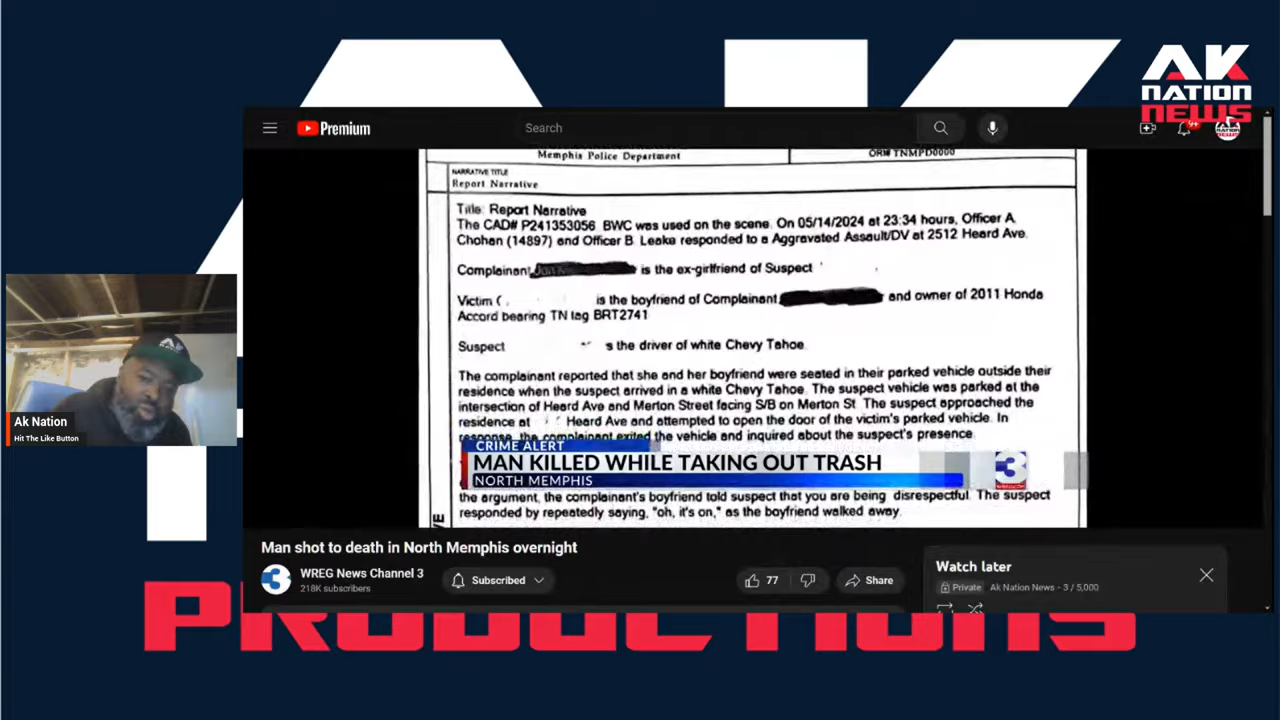 AK
NATION
NEWS
Premium
Search
9+
Memphis Police Department
ORI# TNMPD0000
NARRATIVE TITLE
Report Narrative
Title: Report Narrative
The CAD# P241353056 BWC was used on the scene. On 05/14/2024 at 23:34 hours, Officer A.
Chohan (14897) and Officer B. Leake responded to a Aggravated Assault/DV at 2512 Heard Ave.
Complainant is the ex-girlfriend of Suspect
Victim is the boyfriend of Complainant and owner of 2011 Honda
Accord bearing TN tag BRT2741
Suspect s the driver of white Chevy Tahoe.
The complainant reported that she and her boyfriend were seated in their parked vehicle outside their
residence when the suspect arrived in a white Chevy Tahoe. The suspect vehicle was parked at the
intersection of Heard Ave and Merton Street facing S/B on Merton St. The suspect approached the
residence at Heard Ave and attempted to open the door of the victim's parked vehicle. In
response, the complainant exited the vehicle and inquired about the suspect's presence.
CRIME ALERT
MAN KILLED WHILE TAKING OUT TRASH
NORTH MEMPHIS
3
the argument, the complainant's boyfriend told suspect that you are being disrespectful. The suspect
responded by repeatedly saying, "oh, it's on," as the boyfriend walked away.
Ak Nation
Hit The Like Button
Man shot to death in North Memphis overnight
3
WREG News Channel 3
218K subscribers
Subscribed
77
Share
Watch later
Private
Ak Nation News - 3 / 5,000
PRODUCTIONS